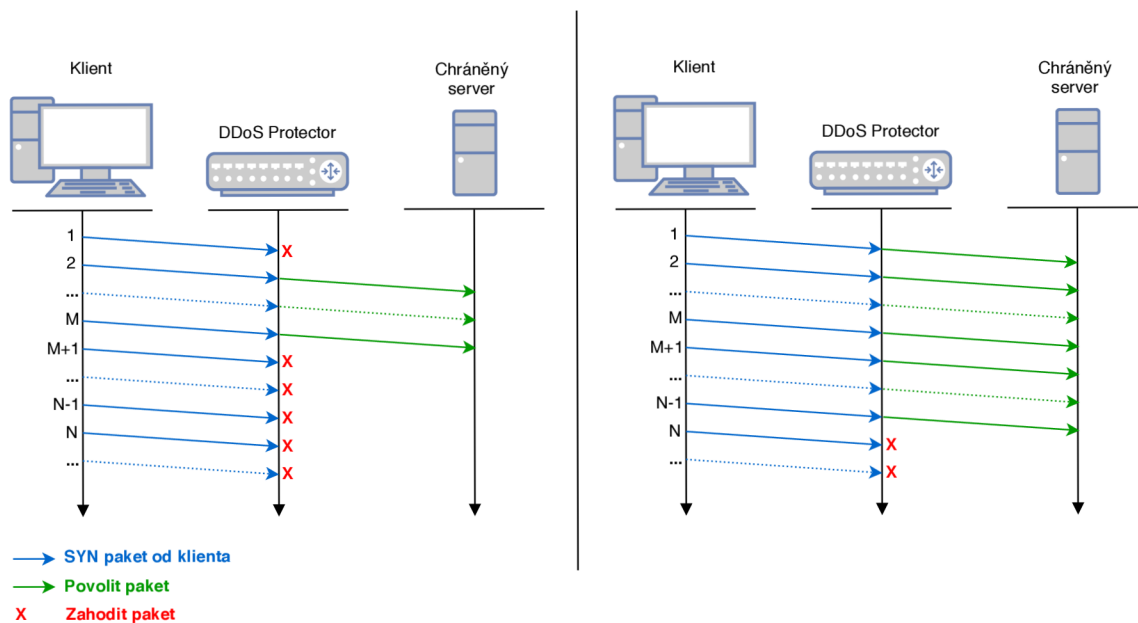 Klient
Chráněný
server
DDoS Protector
1
X
2
...
M
M+1
X
...
X
N-1
X
N
X
...
X
Klient
Chráněný
server
DDoS Protector
1
2
...
M
M+1
...
N-1
N
X
...
X
SYN paket od klienta
Povolit paket
X Zahodit paket